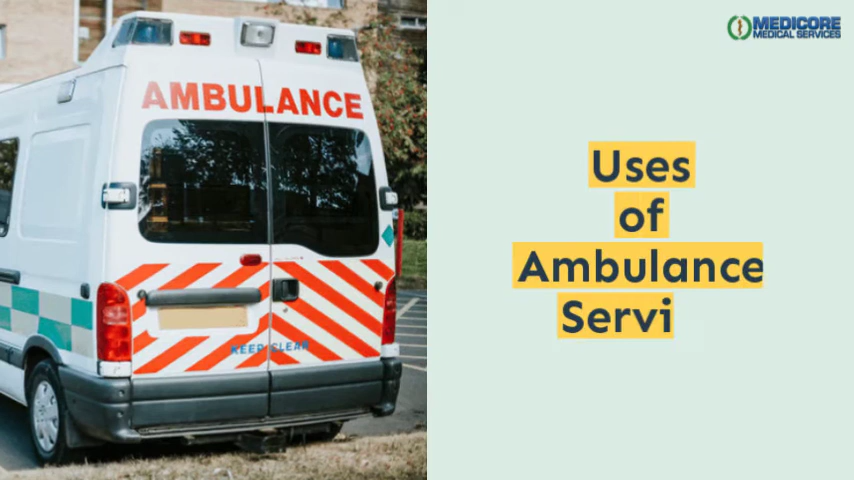 MEDICORE
MEDICAL SERVICES
AMBULANCE
KEEP CLEAR
Uses
of
Ambulance
Servi